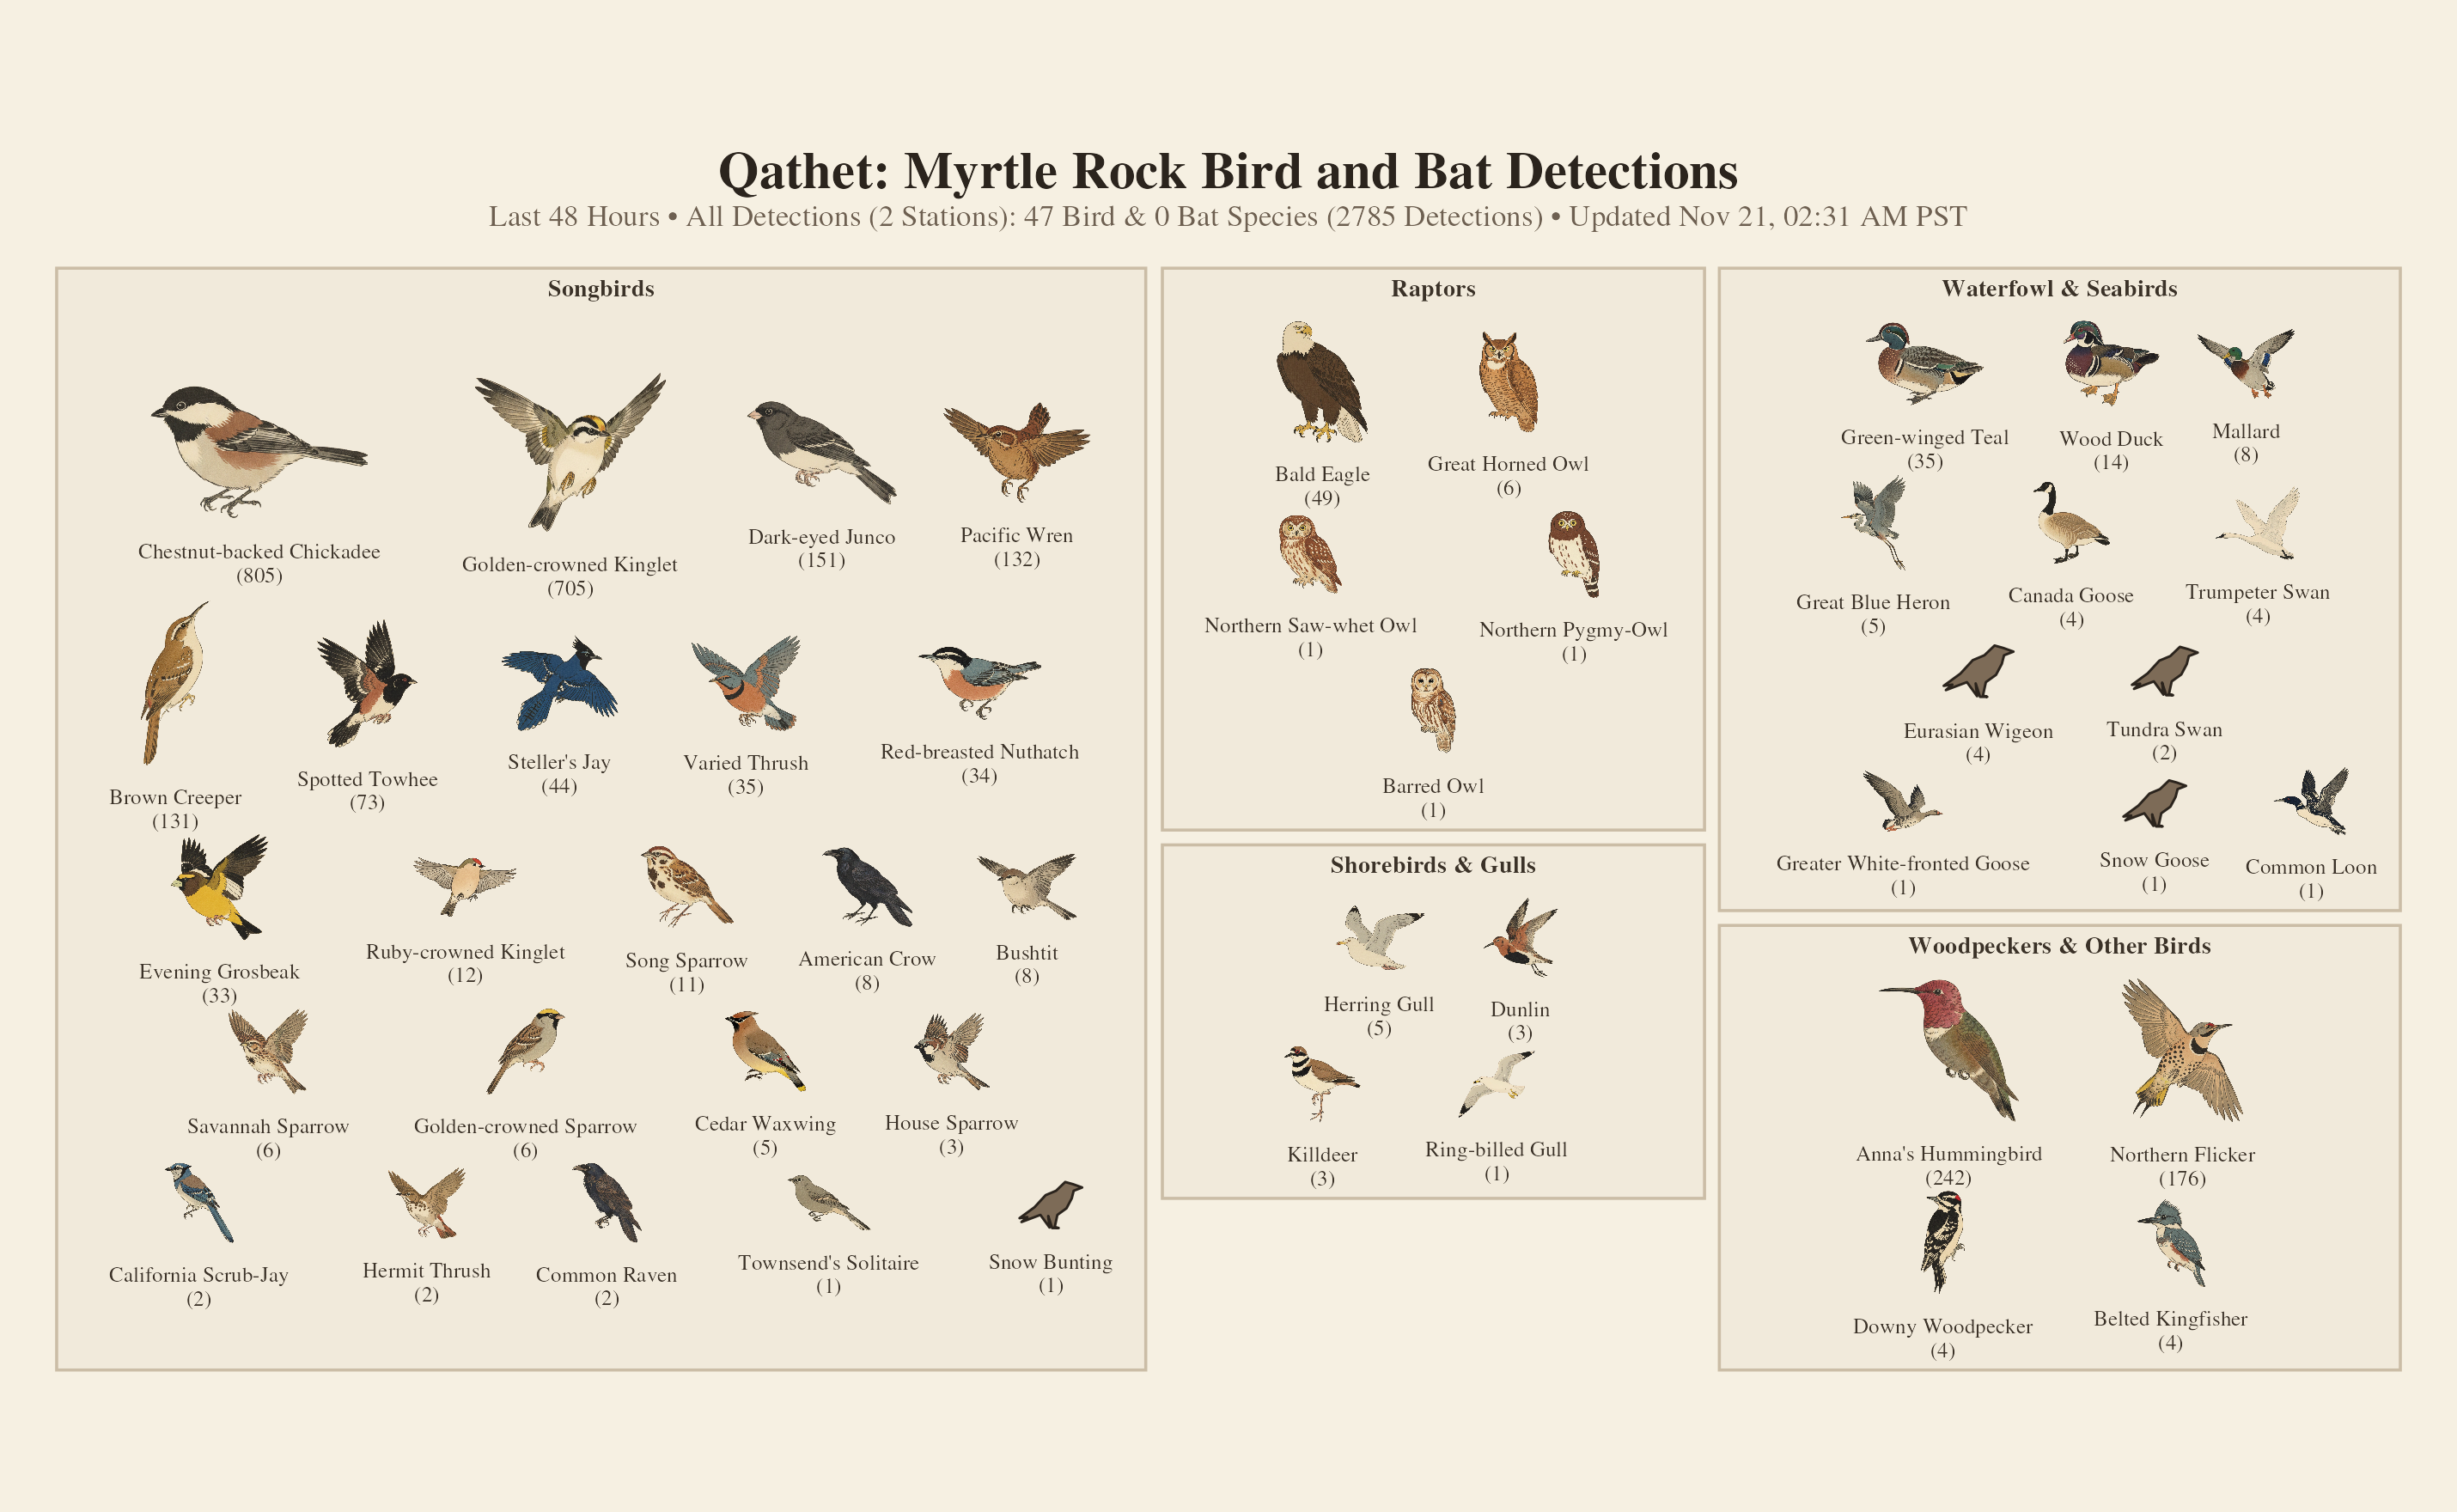 Qathet: Myrtle Rock Bird and Bat Detections
Last 48 Hours • All Detections (2 Stations): 47 Bird & 0 Bat Species (2785 Detections) • Updated Nov 21, 02:31 AM PST
Songbirds
Chestnut-backed Chickadee
(805)
Golden-crowned Kinglet
(705)
Dark-eyed Junco
(151)
Pacific Wren
(132)
Brown Creeper
(131)
Spotted Towhee
(73)
Steller's Jay
(44)
Varied Thrush
(35)
Red-breasted Nuthatch
(34)
Evening Grosbeak
(33)
Ruby-crowned Kinglet
(12)
Song Sparrow
(11)
American Crow
(8)
Bushtit
(8)
Savannah Sparrow
(6)
Golden-crowned Sparrow
(6)
Cedar Waxwing
(5)
House Sparrow
(3)
California Scrub-Jay
(2)
Hermit Thrush
(2)
Common Raven
(2)
Townsend's Solitaire
(1)
Snow Bunting
(1)
Raptors
Bald Eagle
(49)
Great Horned Owl
(6)
Northern Saw-whet Owl
(1)
Northern Pygmy-Owl
(1)
Barred Owl
(1)
Shorebirds & Gulls
Herring Gull
(5)
Dunlin
(3)
Killdeer
(3)
Ring-billed Gull
(1)
Waterfowl & Seabirds
Green-winged Teal
(35)
Wood Duck
(14)
Mallard
(8)
Great Blue Heron
(5)
Canada Goose
(4)
Trumpeter Swan
(4)
Eurasian Wigeon
(4)
Tundra Swan
(2)
Greater White-fronted Goose
(1)
Snow Goose
(1)
Common Loon
(1)
Woodpeckers & Other Birds
Anna's Hummingbird
(242)
Northern Flicker
(176)
Downy Woodpecker
(4)
Belted Kingfisher
(4)